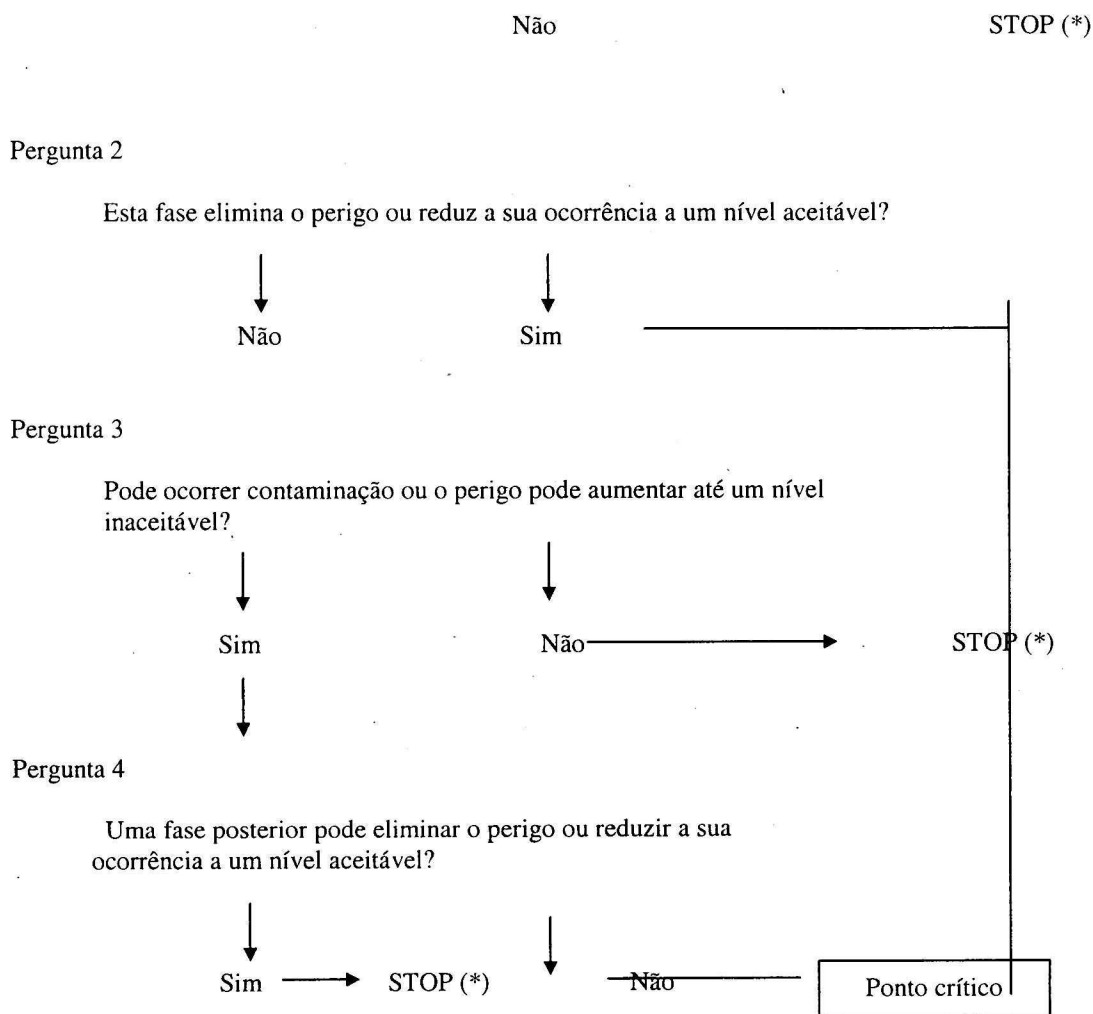 Não STOP (*)
Pergunta 2
Esta fase elimina o perigo ou reduz a sua ocorrência a um nível aceitável?
Não Sim
Pergunta 3
Pode ocorrer contaminação ou o perigo pode aumentar até um nível
inaceitável?
Sim Não STOP (*)
Pergunta 4
Uma fase posterior pode eliminar o perigo ou reduzir a sua
ocorrência a um nível aceitável?
Sim STOP (*) Não Ponto crítico